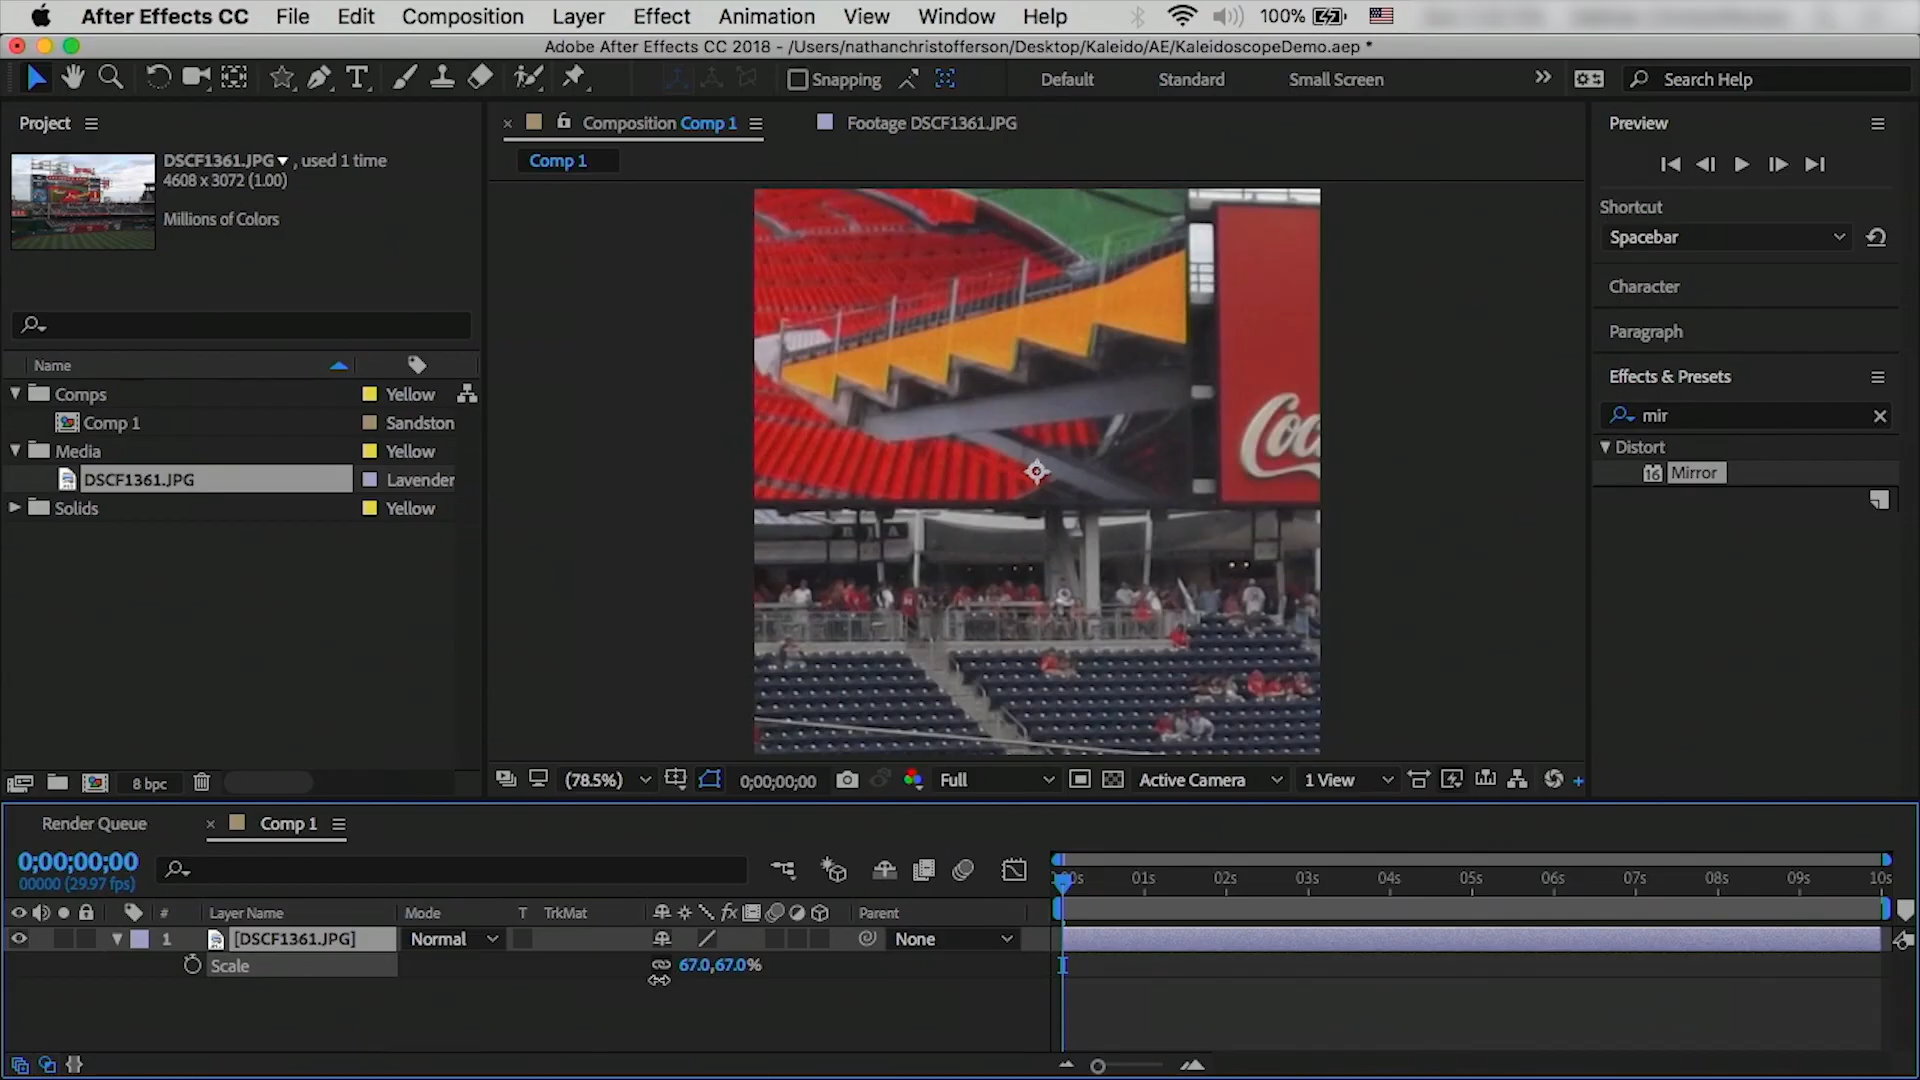 After Effects CC File Edit Composition Layer Effect Animation View Window Help 100%
Adobe After Effects CC 2018 - /Users/nathanchristofferson/Desktop/Kaleido/AE/KaleidoscopeDemo.aep *
Snapping Default Standard Small Screen Search Help
Project
DSCF1361.JPG , used 1 time
4608 x 3072 (1.00)
Millions of Colors
Name
Comps Yellow
Comp 1 Sandston
Media Yellow
DSCF1361.JPG Lavender
Solids Yellow
8 bpc
Composition Comp 1 Footage DSCF1361.JPG
Comp 1
Coc
(78.5%) 0;00;00;00 Full Active Camera 1 View
Preview
Shortcut
Spacebar
Character
Paragraph
Effects & Presets
mir
Distort
16 Mirror
Render Queue Comp 1
0;00;00;00
00000 (29.97 fps)
00s 01s 02s 03s 04s 05s 06s 07s 08s 09s 10s
# Layer Name Mode T TrkMat fx Parent
1 [DSCF1361.JPG] Normal None
Scale 67.0,67.0%